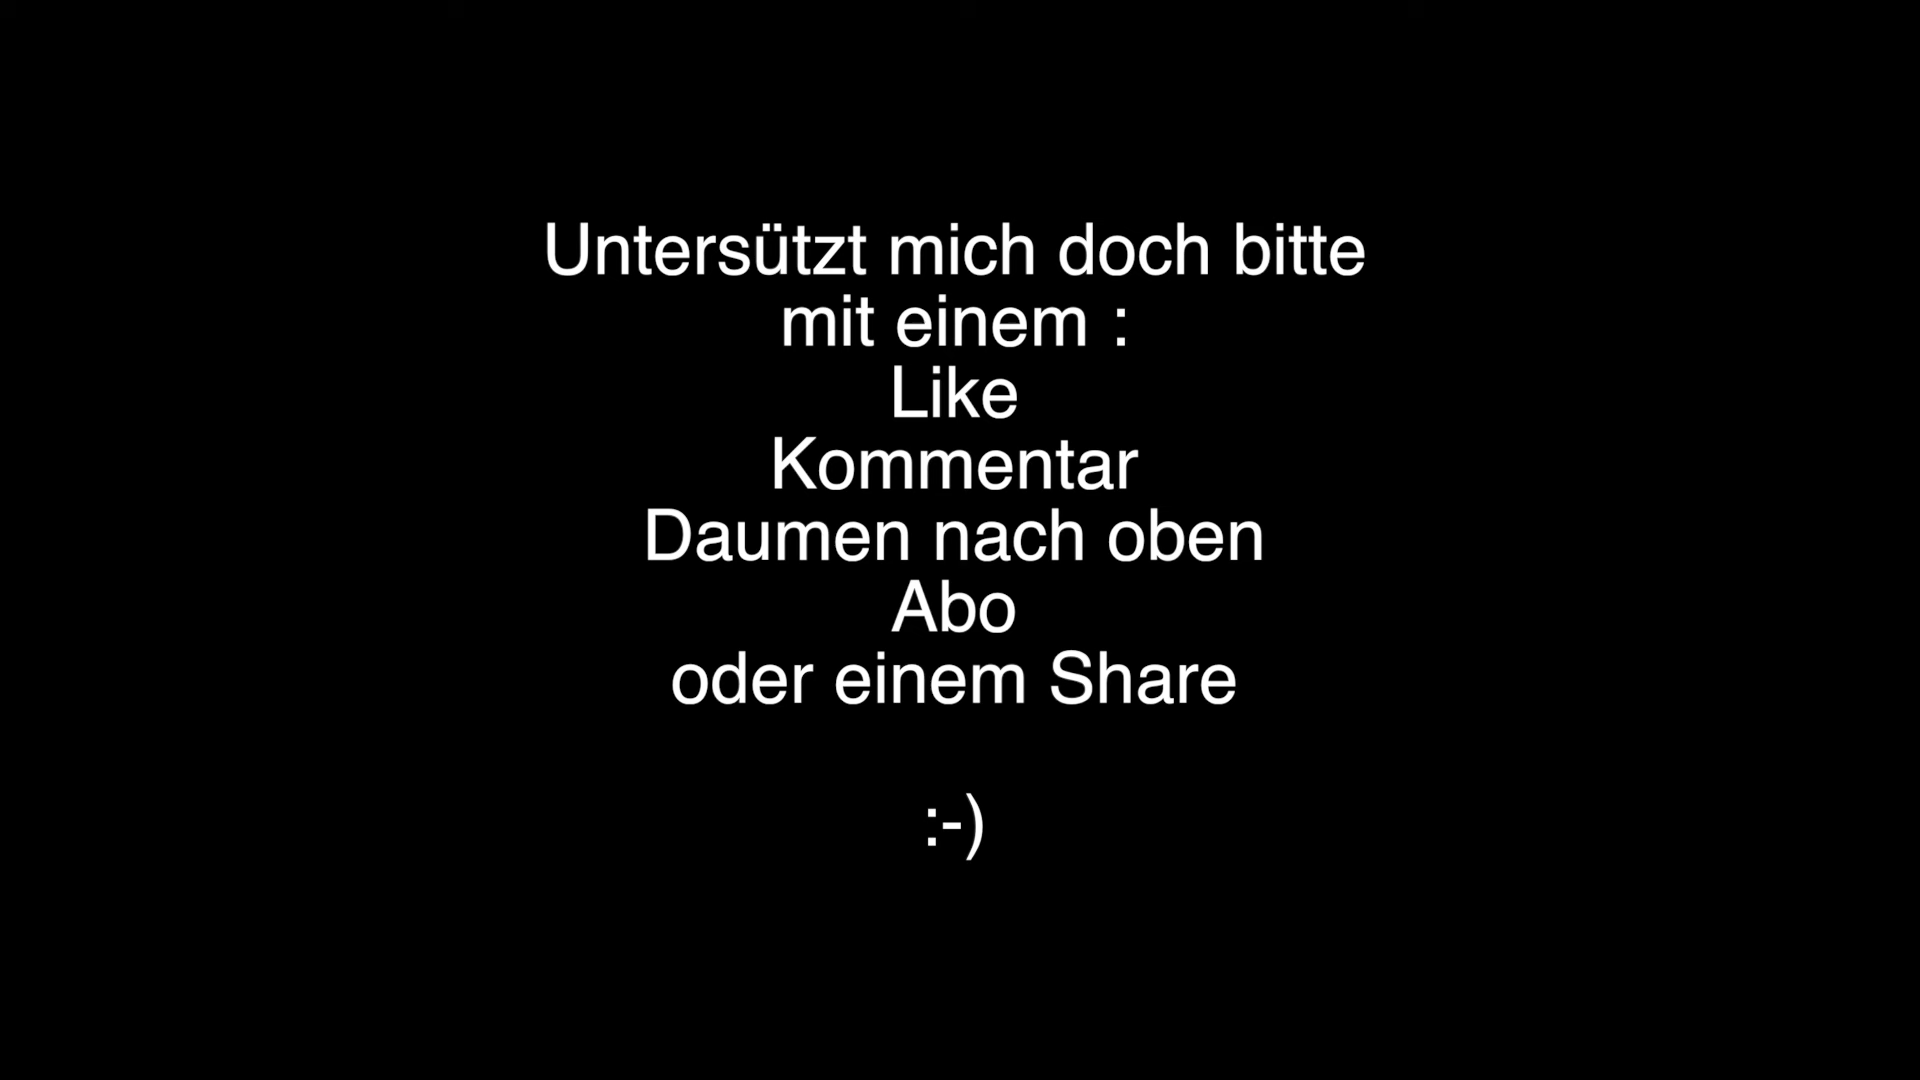 Untersützt mich doch bitte
mit einem :
Like
Kommentar
Daumen nach oben
Abo
oder einem Share
:-)